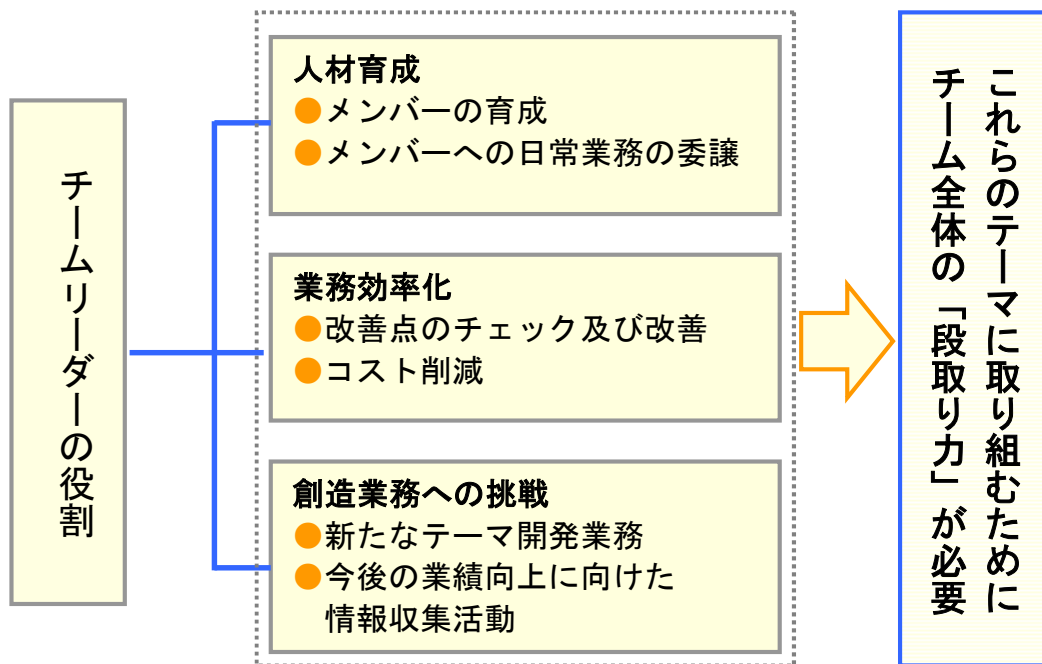 チームリーダーの役割
人材育成
●メンバーの育成
●メンバーへの日常業務の委譲
業務効率化
●改善点のチェック及び改善
●コスト削減
創造業務への挑戦
●新たなテーマ開発業務
●今後の業績向上に向けた
情報収集活動
これらのテーマに取り組むために
チーム全体の「段取り力」が必要